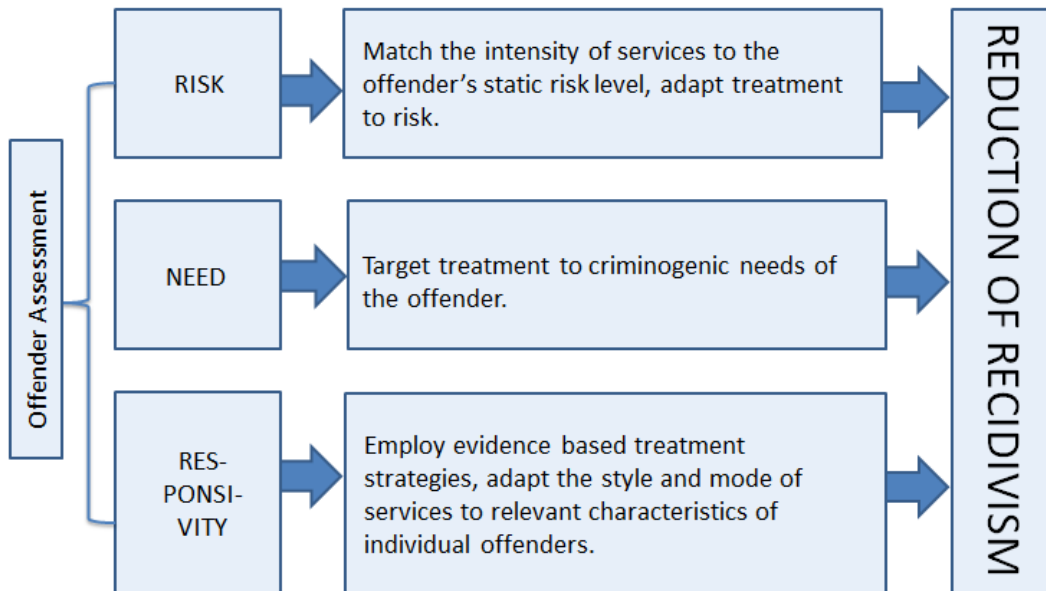 Offender Assessment
RISK
Match the intensity of services to the
offender’s static risk level, adapt treatment
to risk.
NEED
Target treatment to criminogenic needs of
the offender.
RES-
PONSI-
VITY
Employ evidence based treatment
strategies, adapt the style and mode of
services to relevant characteristics of
individual offenders.
REDUCTION OF RECIDIVISM